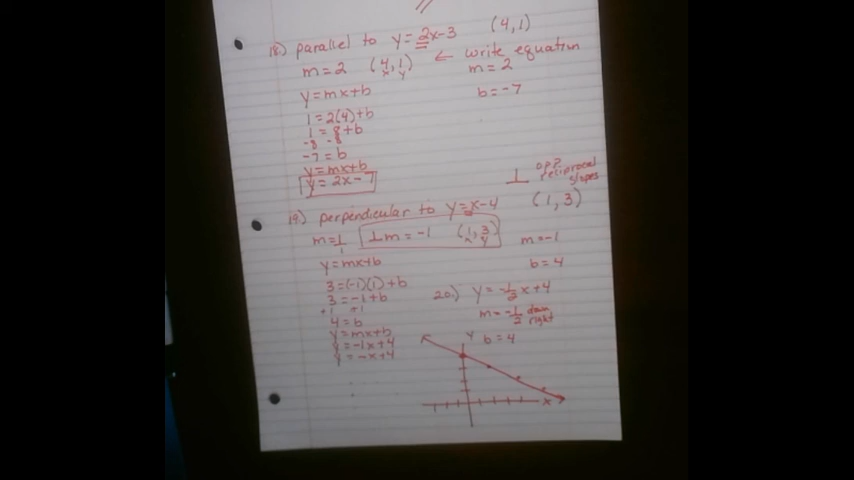 18.) parallel to y = 2x-3 (4,1)
m = 2 (4,1) ← write equation
x y
m = 2
y = mx+b
b = -7
1 = 2(4)+b
1 = 8+b
-8 -8
-7 = b
y = mx+b
y = 2x-7
⊥ opp. reciprocal slopes
19.) perpendicular to y = x-4 (1,3)
m = 1/1 ⊥m = -1 (1,3)
x y
m = -1
y = mx+b
b = 4
3 = (-1)(1)+b
3 = -1+b
+1 +1
4 = b
y = mx+b
y = -1x+4
y = -x+4
20.) y = -1/2x+4
m = -1/2 down right
b = 4
y
x